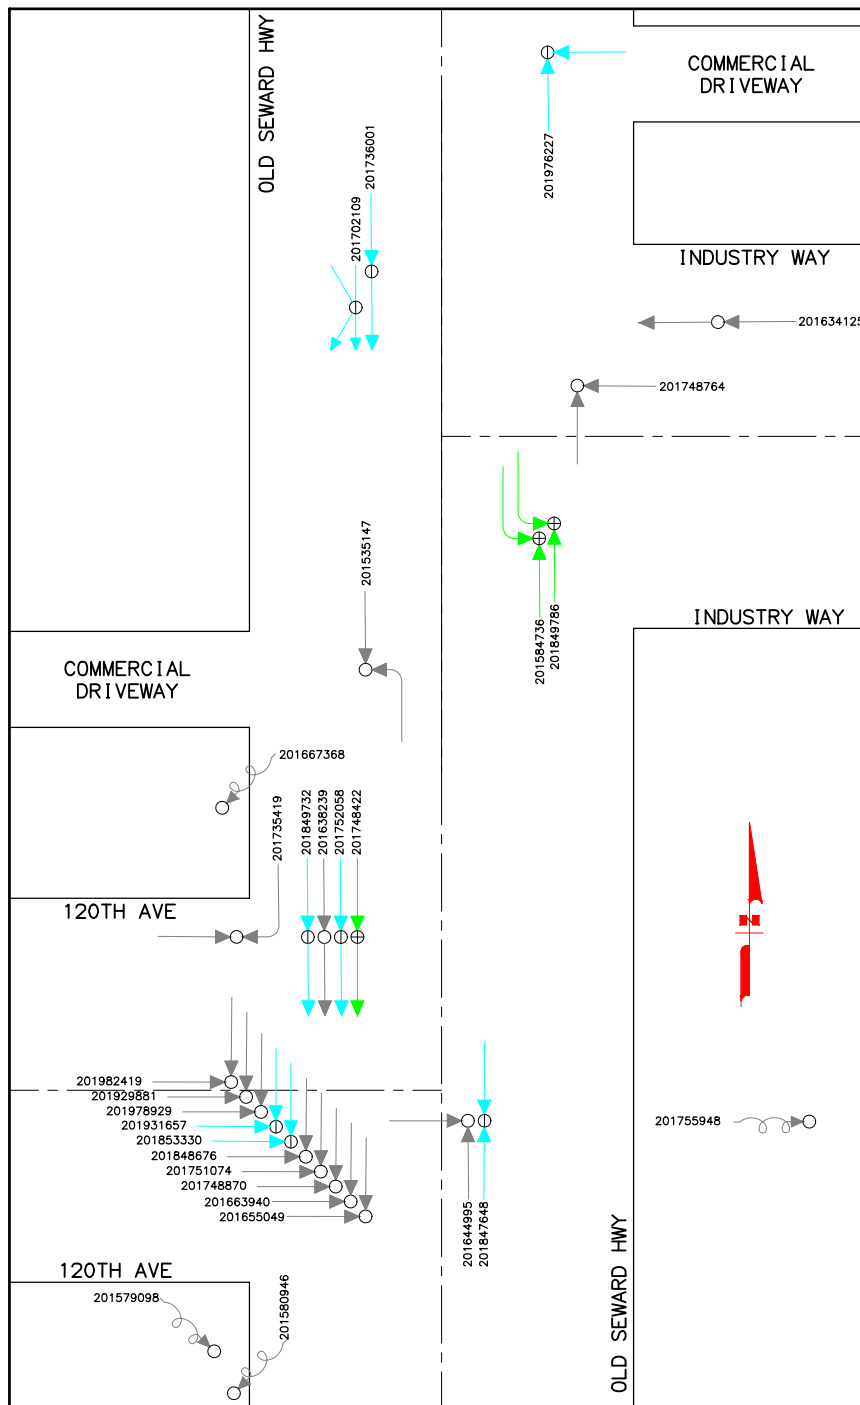 OLD SEWARD HWY
COMMERCIAL
DRIVEWAY
201976227
201736001
201702109
INDUSTRY WAY
201634125
201748764
201535147
201584736
201849786
INDUSTRY WAY
COMMERCIAL
DRIVEWAY
201667368
201735419
201849732
201638239
201752058
201748422
120TH AVE
N
201982419
201929881
201978929
201931657
201853330
201848676
201751074
201748870
201663940
201655049
201644995
201847648
201755948
120TH AVE
201579098
201580946
OLD SEWARD HWY